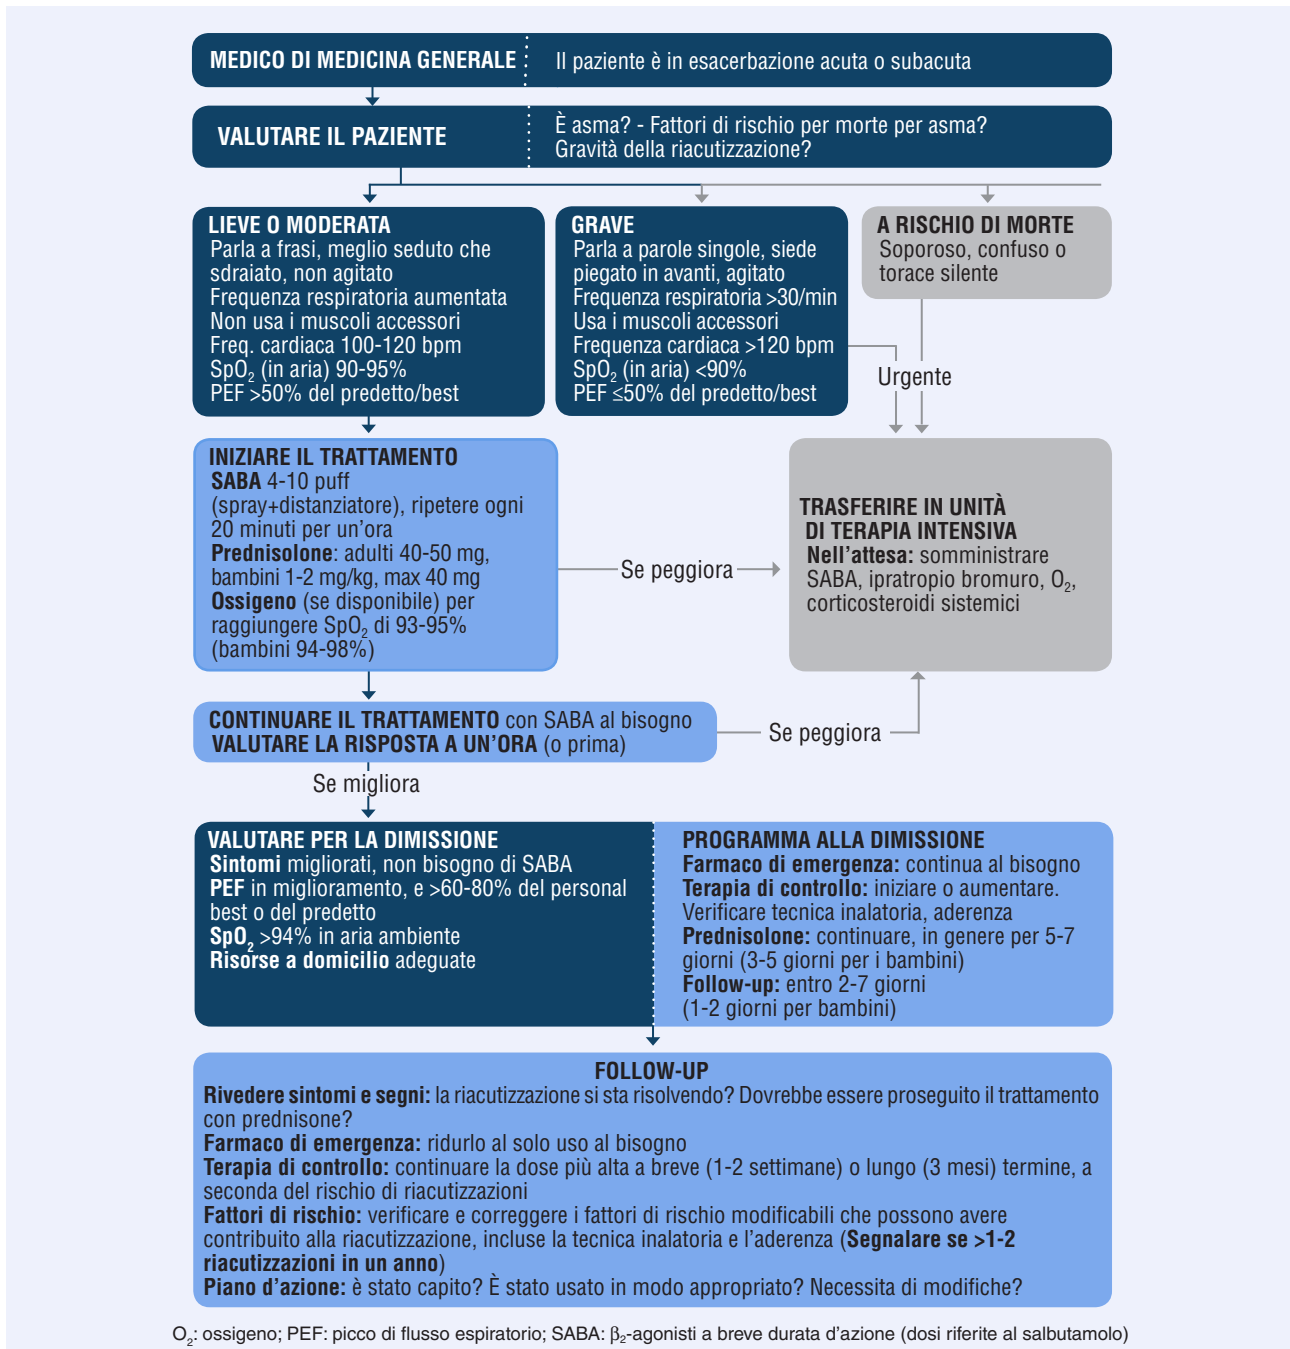 MEDICO DI MEDICINA GENERALE
Il paziente è in esacerbazione acuta o subacuta
VALUTARE IL PAZIENTE
È asma? - Fattori di rischio per morte per asma?
Gravità della riacutizzazione?
LIEVE O MODERATA
Parla a frasi, meglio seduto che
sdraiato, non agitato
Frequenza respiratoria aumentata
Non usa i muscoli accessori
Freq. cardiaca 100-120 bpm
SpO₂ (in aria) 90-95%
PEF >50% del predetto/best
GRAVE
Parla a parole singole, siede
piegato in avanti, agitato
Frequenza respiratoria >30/min
Usa i muscoli accessori
Frequenza cardiaca >120 bpm
SpO₂ (in aria) <90%
PEF ≤50% del predetto/best
A RISCHIO DI MORTE
Soporoso, confuso o
torace silente
Urgente
INIZIARE IL TRATTAMENTO
SABA 4-10 puff
(spray+distanziatore), ripetere ogni
20 minuti per un'ora
Prednisolone: adulti 40-50 mg,
bambini 1-2 mg/kg, max 40 mg
Ossigeno (se disponibile) per
raggiungere SpO₂ di 93-95%
(bambini 94-98%)
Se peggiora
TRASFERIRE IN UNITÀ
DI TERAPIA INTENSIVA
Nell'attesa: somministrare
SABA, ipratropio bromuro, O₂,
corticosteroidi sistemici
CONTINUARE IL TRATTAMENTO con SABA al bisogno
VALUTARE LA RISPOSTA A UN'ORA (o prima)
Se peggiora
Se migliora
VALUTARE PER LA DIMISSIONE
Sintomi migliorati, non bisogno di SABA
PEF in miglioramento, e >60-80% del personal
best o del predetto
SpO₂ >94% in aria ambiente
Risorse a domicilio adeguate
PROGRAMMA ALLA DIMISSIONE
Farmaco di emergenza: continua al bisogno
Terapia di controllo: iniziare o aumentare.
Verificare tecnica inalatoria, aderenza
Prednisolone: continuare, in genere per 5-7
giorni (3-5 giorni per i bambini)
Follow-up: entro 2-7 giorni
(1-2 giorni per bambini)
FOLLOW-UP
Rivedere sintomi e segni: la riacutizzazione si sta risolvendo? Dovrebbe essere proseguito il trattamento
con prednisone?
Farmaco di emergenza: ridurlo al solo uso al bisogno
Terapia di controllo: continuare la dose più alta a breve (1-2 settimane) o lungo (3 mesi) termine, a
seconda del rischio di riacutizzazioni
Fattori di rischio: verificare e correggere i fattori di rischio modificabili che possono avere
contribuito alla riacutizzazione, incluse la tecnica inalatoria e l'aderenza (Segnalare se >1-2
riacutizzazioni in un anno)
Piano d'azione: è stato capito? È stato usato in modo appropriato? Necessita di modifiche?
O₂: ossigeno; PEF: picco di flusso espiratorio; SABA: β₂-agonisti a breve durata d'azione (dosi riferite al salbutamolo)